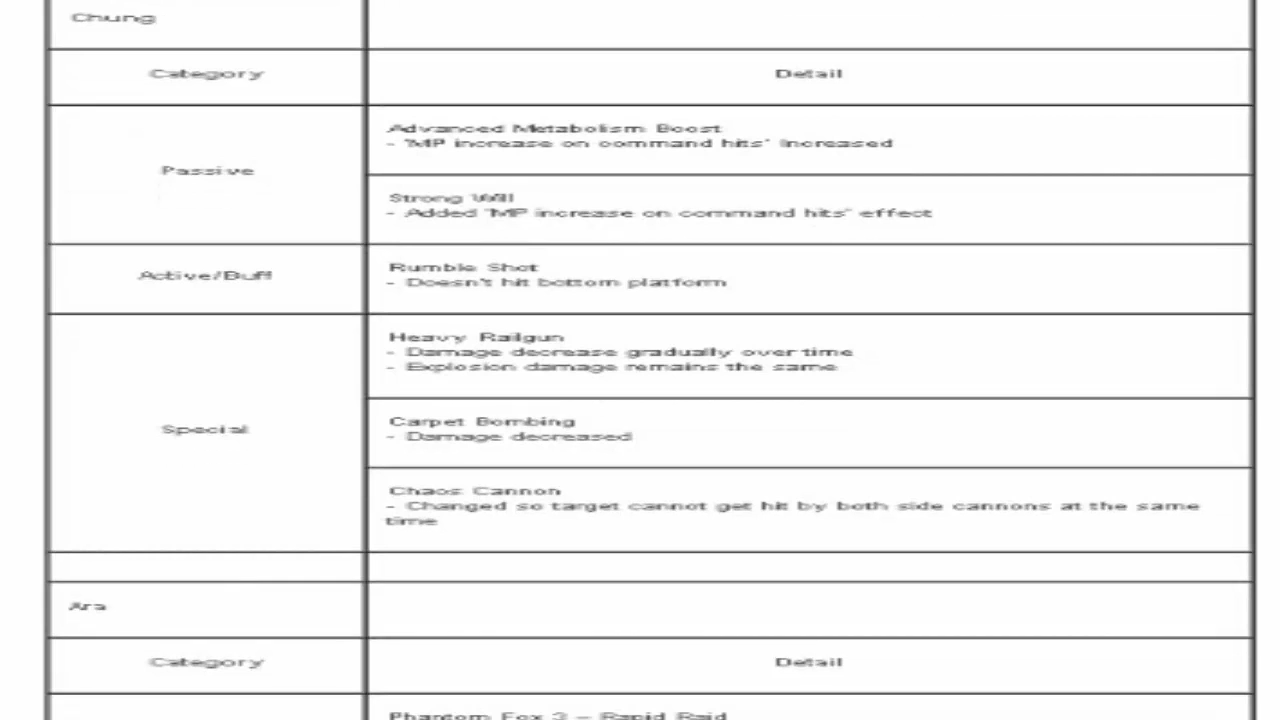 Chung
Category
Detail
Passive
Advanced Metabolism Boost
- 'MP increase on command hits' Increased
Strong Will
- Added 'MP increase on command hits' effect
Active/Buff
Rumble Shot
- Doesn't hit bottom platform
Special
Heavy Railgun
- Damage decrease gradually over time
- Explosion damage remains the same
Carpet Bombing
- Damage decreased
Chaos Cannon
- Changed so target cannot get hit by both side cannons at the same
time
Ara
Category
Detail
Phantom Fox 3 – Rapid Raid